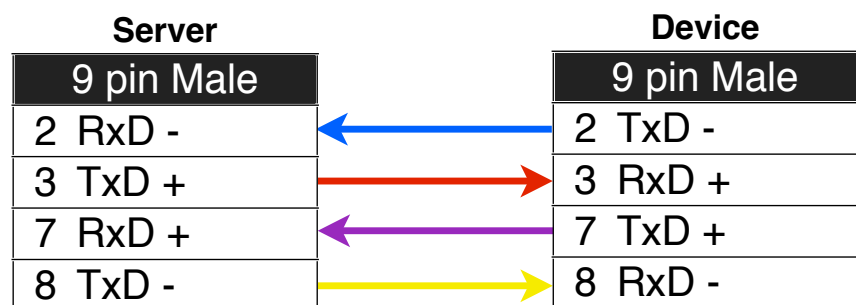 Server
Device
9 pin Male
9 pin Male
2 RxD -
2 TxD -
3 TxD +
3 RxD +
7 RxD +
7 TxD +
8 TxD -
8 RxD -